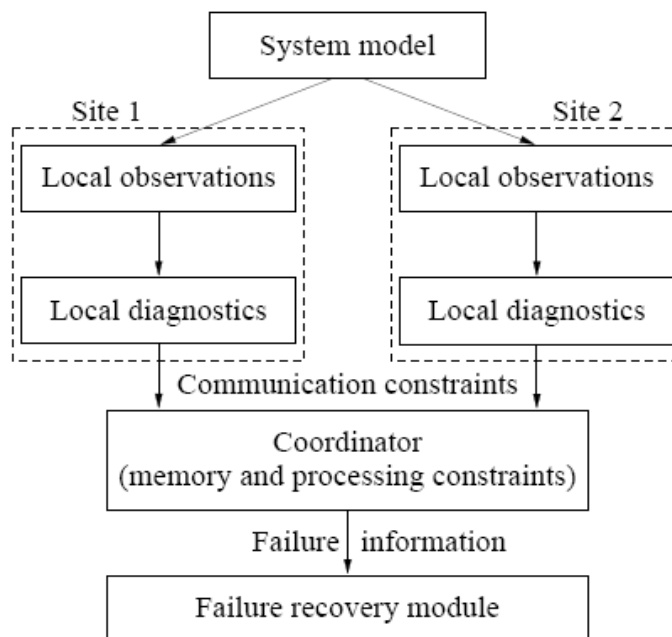 System model
Site 1
Site 2
Local observations
Local observations
Local diagnostics
Local diagnostics
Communication constraints
Coordinator
(memory and processing constraints)
Failure information
Failure recovery module